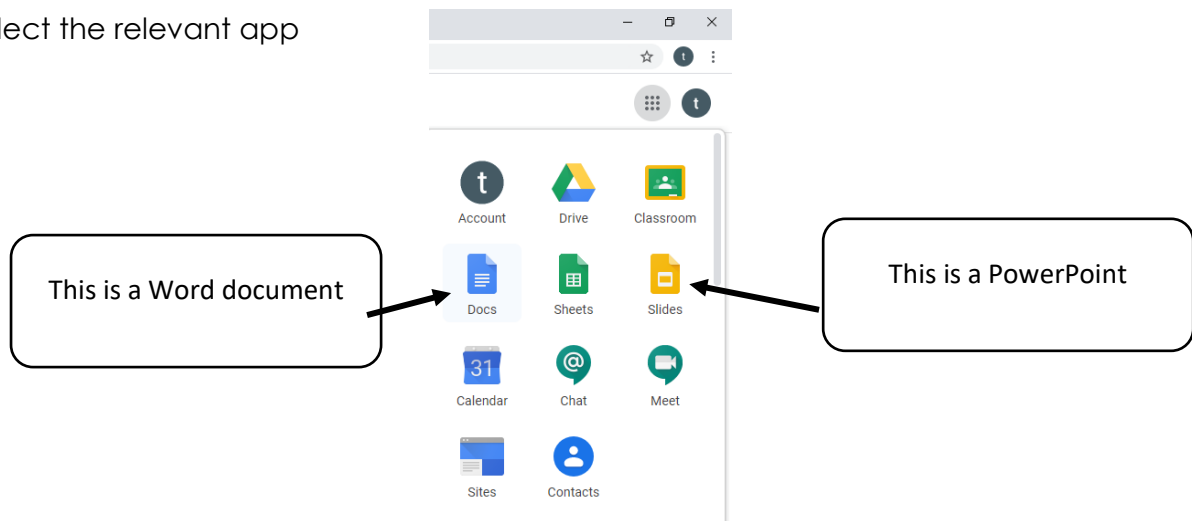 lect the relevant app
t
t
t
Account
Drive
Classroom
This is a Word document
This is a PowerPoint
Docs
Sheets
Slides
31
@
Calendar
Chat
Meet
Sites
Contacts